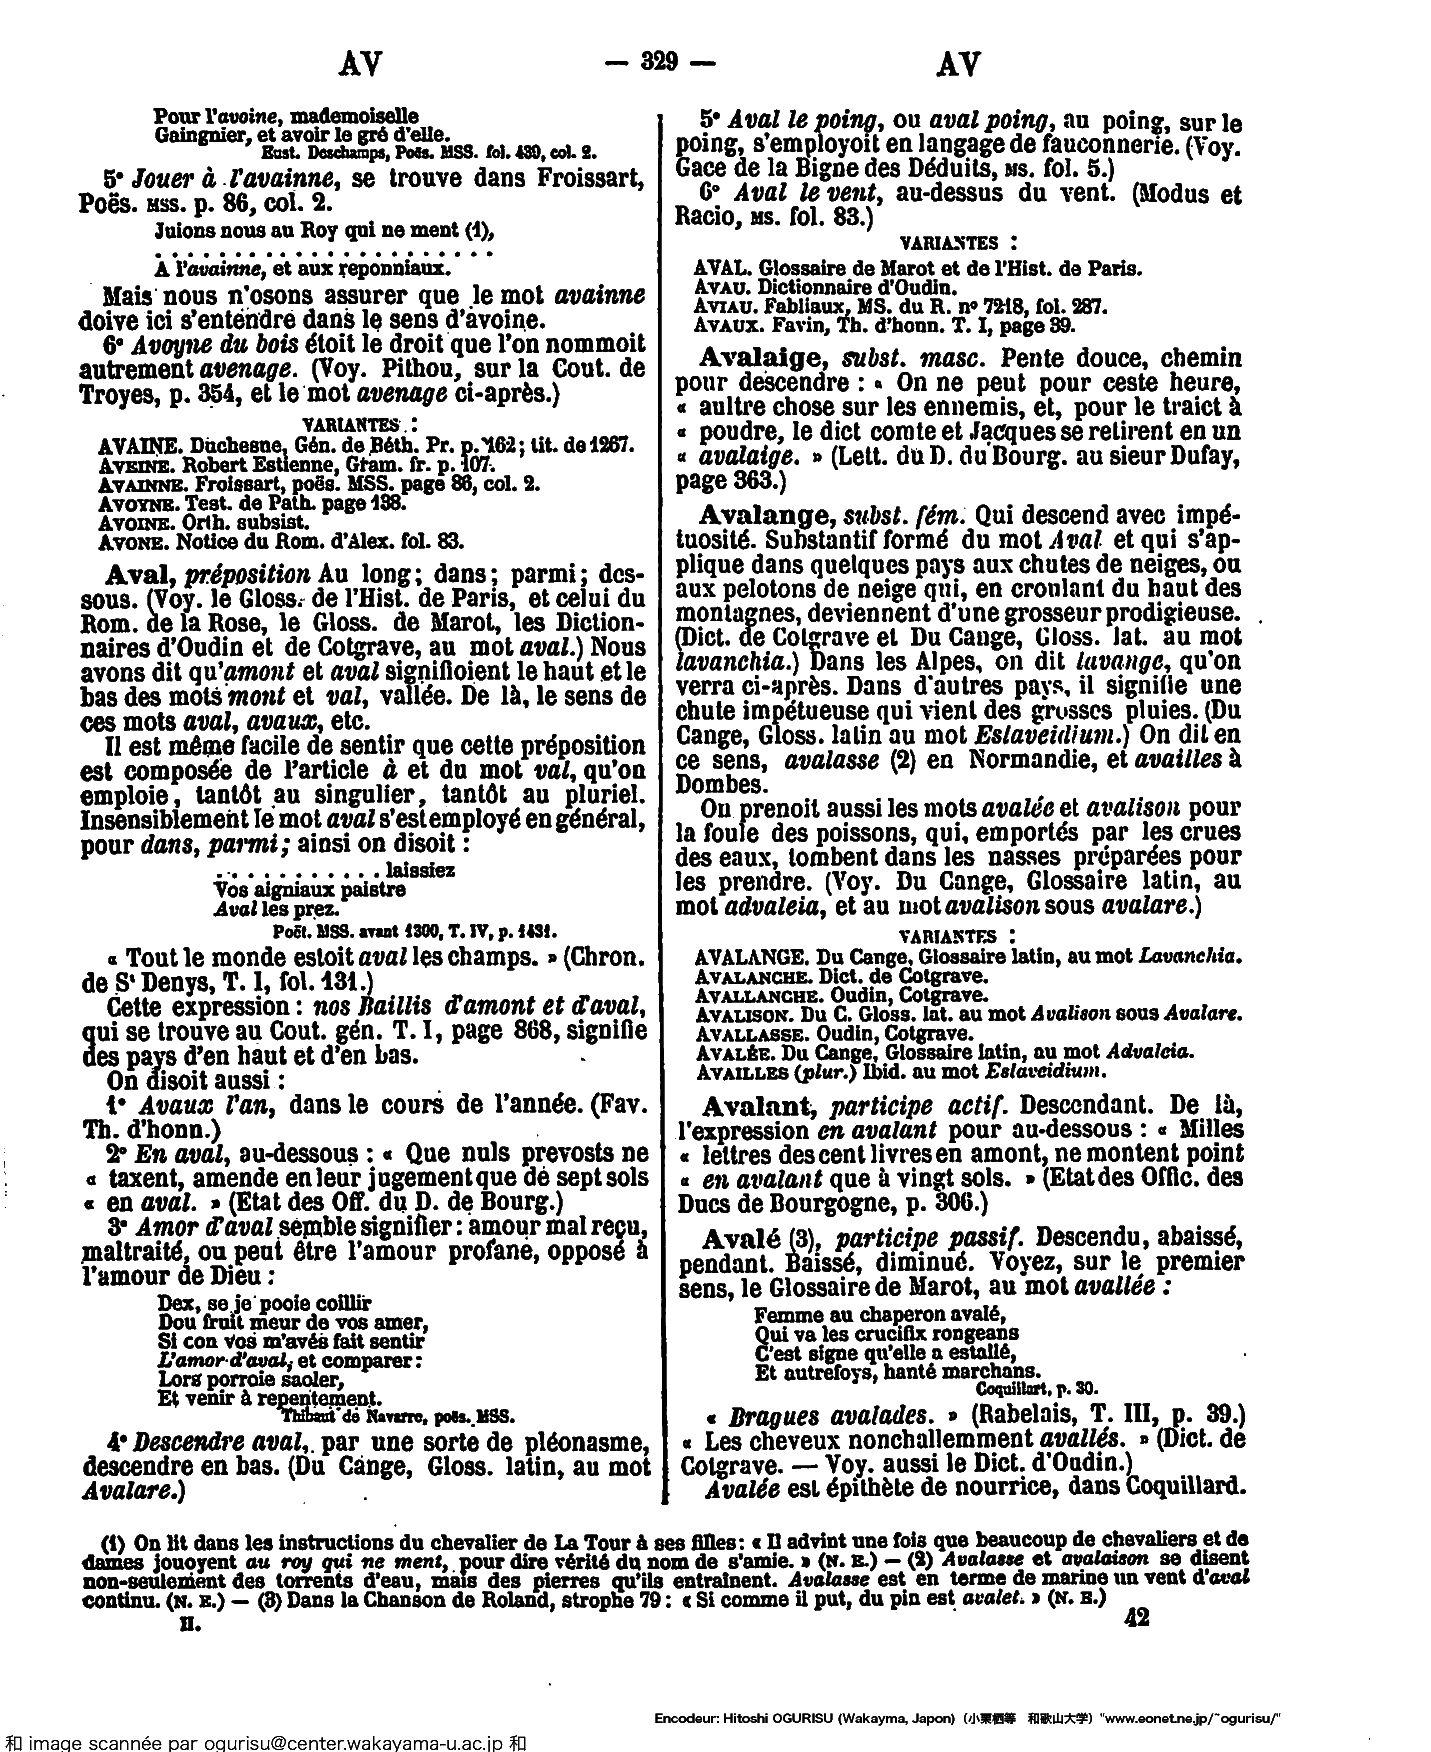 AV — 329 — AV
Pour l'avoine, mademoiselle
Gaingnier, et avoir le gré d'elle.
Eust. Deschamps, Poës. MSS. fol. 439, col. 2.
5° Jouer à l'avainne, se trouve dans Froissart,
Poës. MSS. p. 86, col. 2.
Juions nous au Roy qui ne ment (1),
. . . . . . . . . . . . . . . . . . . .
A l'avainne, et aux reponniaux.
Mais nous n'osons assurer que le mot avainne
doive ici s'entendre dans le sens d'avoine.
6° Avoyne du bois étoit le droit que l'on nommoit
autrement avenage. (Voy. Pithou, sur la Cout. de
Troyes, p. 354, et le mot avenage ci-après.)
VARIANTES :
AVAINE. Duchesne, Gén. de Béth. Pr. p. 162; tit. de 1267.
AVEINE. Robert Estienne, Gram. fr. p. 107.
AVAINNE. Froissart, poës. MSS. page 86, col. 2.
AVOYNE. Test. de Path. page 138.
AVOINE. Orth. subsist.
AVONE. Notice du Rom. d'Alex. fol. 83.
Aval, préposition Au long; dans; parmi; des-
sous. (Voy. le Gloss. de l'Hist. de Paris, et celui du
Rom. de la Rose, le Gloss. de Marot, les Diction-
naires d'Oudin et de Cotgrave, au mot aval.) Nous
avons dit qu'amont et aval signifioient le haut et le
bas des mots mont et val, vallée. De là, le sens de
ces mots aval, avaux, etc.
Il est même facile de sentir que cette préposition
est composée de l'article à et du mot val, qu'on
emploie, tantôt au singulier, tantôt au pluriel.
Insensiblement le mot aval s'est employé en général,
pour dans, parmi; ainsi on disoit :
. . . . . . . . . . . laissiez
Vos aigniaux paistre
Aval les prez.
Poët. MSS. avant 1300, T. IV, p. 1431.
« Tout le monde estoit aval les champs. » (Chron.
de St Denys, T. I, fol. 131.)
Cette expression : nos Baillis d'amont et d'aval,
qui se trouve au Cout. gén. T. I, page 868, signifie
des pays d'en haut et d'en bas.
On disoit aussi :
1° Avaux l'an, dans le cours de l'année. (Fav.
Th. d'honn.)
2° En aval, au-dessous : « Que nuls prevosts ne
« taxent, amende en leur jugement que de sept sols
« en aval. » (Etat des Off. du D. de Bourg.)
3° Amor d'aval semble signifier : amour mal reçu,
maltraité, ou peut être l'amour profane, opposé à
l'amour de Dieu :
Dex, se je pooie coillir
Dou fruit meur de vos amer,
Si con vos m'avés fait sentir
L'amor d'aval, et comparer :
Lors porroie saoler,
Et venir à repentement.
Thibaut de Navarre, poës. MSS.
4° Descendre aval, par une sorte de pléonasme,
descendre en bas. (Du Cange, Gloss. latin, au mot
Avalare.)
5° Aval le poing, ou aval poing, au poing, sur le
poing, s'employoit en langage de fauconnerie. (Voy.
Gace de la Bigne des Déduits, MS. fol. 5.)
6° Aval le vent, au-dessus du vent. (Modus et
Racio, MS. fol. 83.)
VARIANTES :
AVAL. Glossaire de Marot et de l'Hist. de Paris.
AVAU. Dictionnaire d'Oudin.
AVIAU. Fabliaux, MS. du R. n° 7218, fol. 287.
AVAUX. Favin, Th. d'honn. T. I, page 39.
Avalaige, subst. masc. Pente douce, chemin
pour descendre : « On ne peut pour ceste heure,
« aultre chose sur les ennemis, et, pour le traict à
« poudre, le dict comte et Jacques se retirent en un
« avalaige. » (Lett. du D. du Bourg. au sieur Dufay,
page 363.)
Avalange, subst. fém. Qui descend avec impé-
tuosité. Substantif formé du mot Aval et qui s'ap-
plique dans quelques pays aux chutes de neiges, ou
aux pelotons de neige qui, en croulant du haut des
montagnes, deviennent d'une grosseur prodigieuse.
(Dict. de Cotgrave et Du Cange, Gloss. lat. au mot
lavanchia.) Dans les Alpes, on dit lavange, qu'on
verra ci-après. Dans d'autres pays, il signifie une
chute impétueuse qui vient des grosses pluies. (Du
Cange, Gloss. latin au mot Eslaveidium.) On dit en
ce sens, avalasse (2) en Normandie, et availles à
Dombes.
On prenoit aussi les mots avalée et avalison pour
la foule des poissons, qui, emportés par les crues
des eaux, tombent dans les nasses préparées pour
les prendre. (Voy. Du Cange, Glossaire latin, au
mot advaleia, et au mot avalison sous avalare.)
VARIANTES :
AVALANGE. Du Cange, Glossaire latin, au mot Lavanchia.
AVALANCHE. Dict. de Cotgrave.
AVALLANCHE. Oudin, Cotgrave.
AVALISON. Du C. Gloss. lat. au mot Avalison sous Avalare.
AVALLASSE. Oudin, Cotgrave.
AVALÉE. Du Cange, Glossaire latin, au mot Advaleia.
AVAILLES (plur.) Ibid. au mot Eslaveidium.
Avalant, participe actif. Descendant. De là,
l'expression en avalant pour au-dessous : « Milles
« lettres des cent livres en amont, ne montent point
« en avalant que à vingt sols. » (Etat des Offic. des
Ducs de Bourgogne, p. 306.)
Avalé (3), participe passif. Descendu, abaissé,
pendant. Baissé, diminué. Voyez, sur le premier
sens, le Glossaire de Marot, au mot avallée :
Femme au chaperon avalé,
Qui va les crucifix rongeans
C'est signe qu'elle a estallé,
Et autrefoys, hanté marchans.
Coquillart, p. 30.
« Bragues avalades. » (Rabelais, T. III, p. 39.)
« Les cheveux nonchallemment avallés. » (Dict. de
Cotgrave. — Voy. aussi le Dict. d'Oudin.)
Avalée est épithète de nourrice, dans Coquillard.
(1) On lit dans les instructions du chevalier de La Tour à ses filles: « Il advint une fois que beaucoup de chevaliers et de
dames jouoyent au roy qui ne ment, pour dire vérité du nom de s'amie. » (N. E.) — (2) Avalasse et avalaison se disent
non-seulement des torrents d'eau, mais des pierres qu'ils entraînent. Avalasse est en terme de marine un vent d'aval
continu. (N. E.) — (3) Dans la Chanson de Roland, strophe 79 : « Si comme il put, du pin est avalet. » (N. E.)
II. 42
Encodeur: Hitoshi OGURISU (Wakayma, Japon) (小栗栖等 和歌山大学) "www.eonet.ne.jp/~ogurisu/"
和 image scannée par ogurisu@center.wakayama-u.ac.jp 和